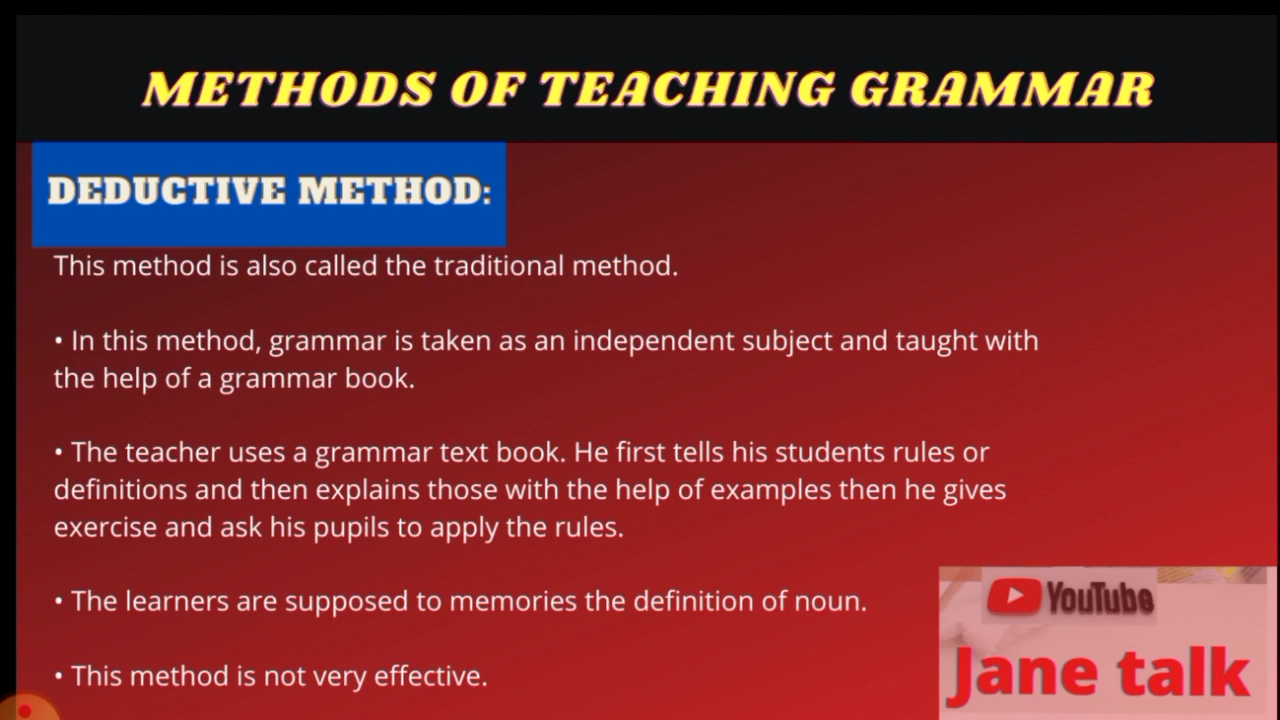 METHODS OF TEACHING GRAMMAR
DEDUCTIVE METHOD:
This method is also called the traditional method.
• In this method, grammar is taken as an independent subject and taught with
the help of a grammar book.
• The teacher uses a grammar text book. He first tells his students rules or
definitions and then explains those with the help of examples then he gives
exercise and ask his pupils to apply the rules.
• The learners are supposed to memories the definition of noun.
• This method is not very effective.
YouTube
Jane talk